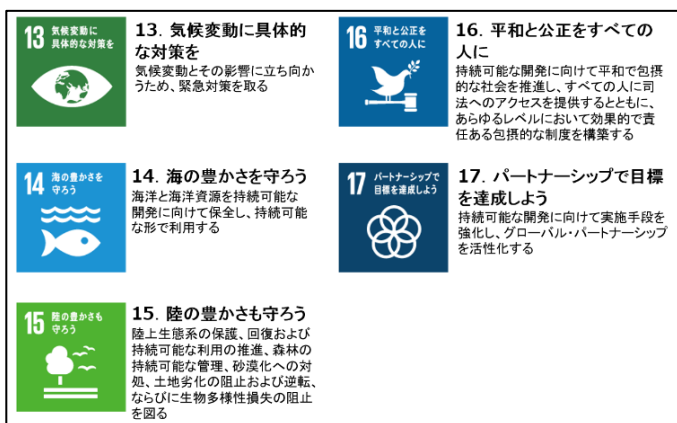 13 気候変動に
具体的な対策を
13. 気候変動に具体的
な対策を
気候変動とその影響に立ち向か
うため、緊急対策を取る
14 海の豊かさを
守ろう
14. 海の豊かさを守ろう
海洋と海洋資源を持続可能な
開発に向けて保全し、持続可能
な形で利用する
15 陸の豊かさも
守ろう
15. 陸の豊かさも守ろう
陸上生態系の保護、回復および
持続可能な利用の推進、森林の
持続可能な管理、砂漠化への対
処、土地劣化の阻止および逆転、
ならびに生物多様性損失の阻止
を図る
16 平和と公正を
すべての人に
16. 平和と公正をすべての
人に
持続可能な開発に向けて平和で包摂
的な社会を推進し、すべての人に司
法へのアクセスを提供するとともに、
あらゆるレベルにおいて効果的で責
任ある包摂的な制度を構築する
17 パートナーシップで
目標を達成しよう
17. パートナーシップで目標
を達成しよう
持続可能な開発に向けて実施手段を
強化し、グローバル・パートナーシップ
を活性化する